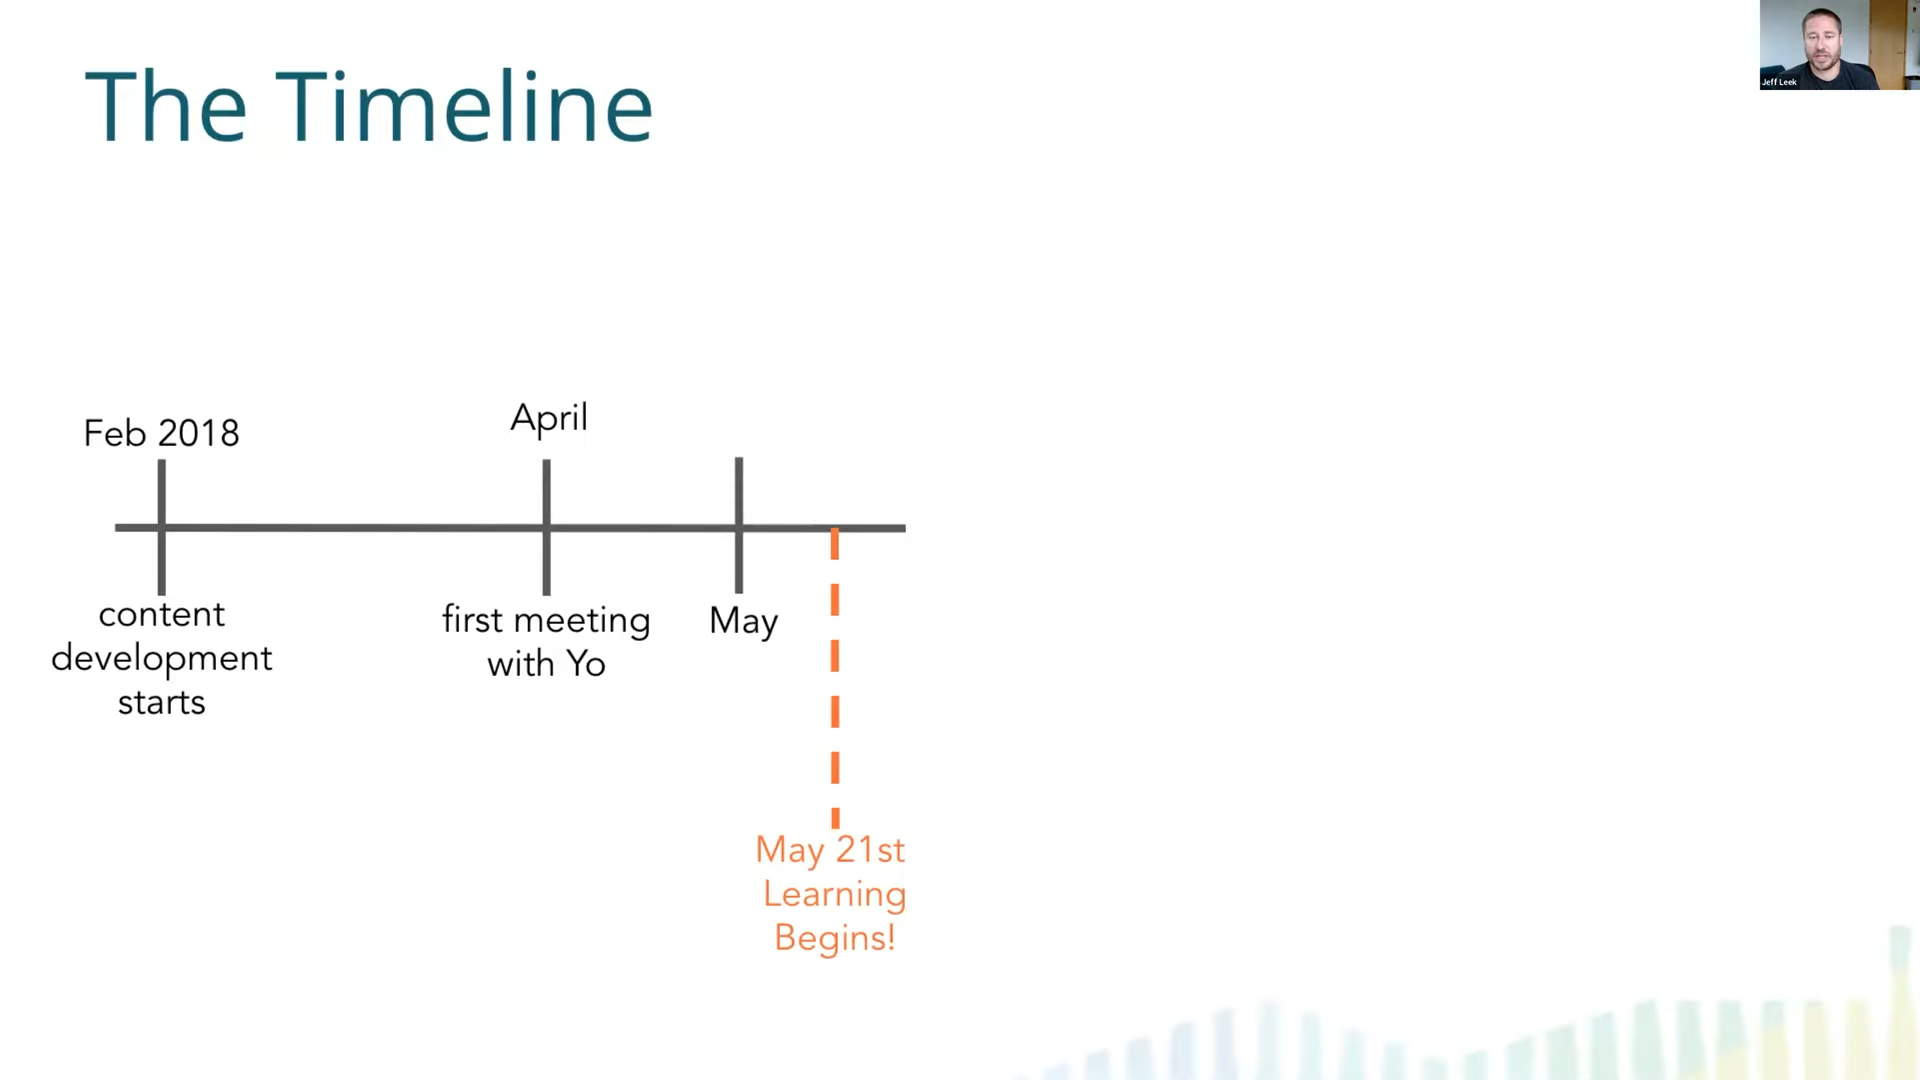 The Timeline
Jeff Leek
Feb 2018
April
content
development
starts
first meeting
with Yo
May
May 21st
Learning
Begins!